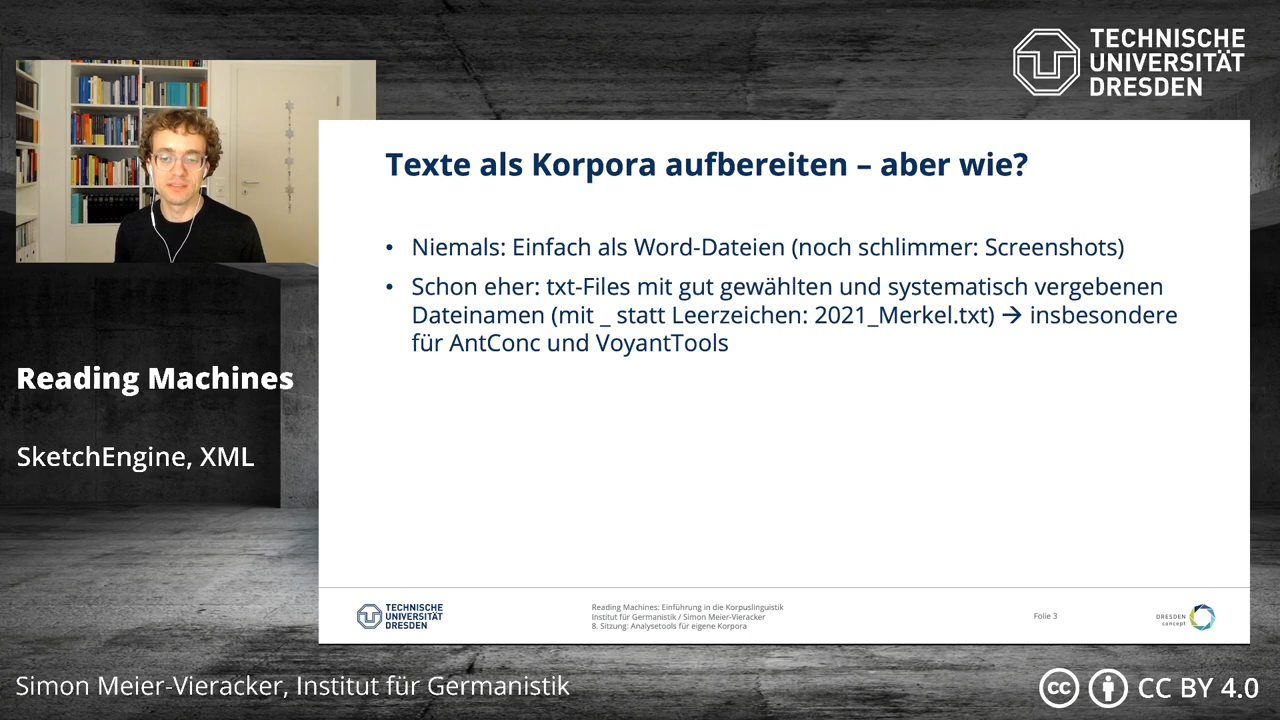 TECHNISCHE
UNIVERSITÄT
DRESDEN
Texte als Korpora aufbereiten – aber wie?
• Niemals: Einfach als Word-Dateien (noch schlimmer: Screenshots)
• Schon eher: txt-Files mit gut gewählten und systematisch vergebenen
Dateinamen (mit _ statt Leerzeichen: 2021_Merkel.txt) → insbesondere
für AntConc und VoyantTools
Reading Machines
SketchEngine, XML
TECHNISCHE
UNIVERSITÄT
DRESDEN
Reading Machines: Einführung in die Korpuslinguistik
Institut für Germanistik / Simon Meier-Vieracker
8. Sitzung: Analysetools für eigene Korpora
Folie 3
DRESDEN
concept
Simon Meier-Vieracker, Institut für Germanistik
cc CC BY 4.0